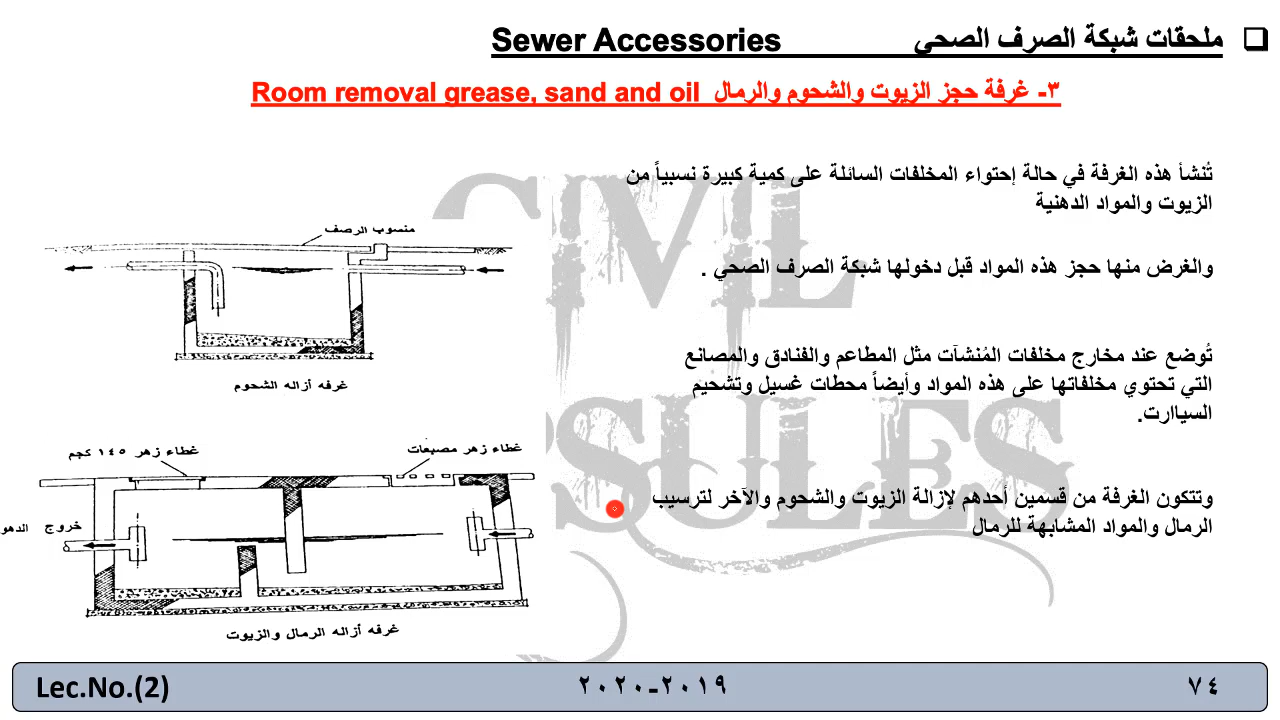 ❑ ملحقات شبكة الصرف الصحي Sewer Accessories
٣- غرفة حجز الزيوت والشحوم والرمال Room removal grease, sand and oil
تُنشأ هذه الغرفة في حالة إحتواء المخلفات السائلة على كمية كبيرة نسبياً من
الزيوت والمواد الدهنية
والغرض منها حجز هذه المواد قبل دخولها شبكة الصرف الصحي .
تُوضع عند مخارج مخلفات المُنشآت مثل المطاعم والفنادق والمصانع
التي تحتوي مخلفاتها على هذه المواد وأيضاً محطات غسيل وتشحيم
السياارت.
وتتكون الغرفة من قسمين أحدهم لإزالة الزيوت والشحوم والآخر لترسيب
الرمال والمواد المشابهة للرمال
منسوب الرصف
غرفه أزاله الشحوم
غطاء زهر مصبعات
غطاء زهر ١٤٥ كجم
خروج الدهو
غرفه أزاله الرمال والزيوت
CIVIL
Lec.No.(2)
٢٠١٩-٢٠٢٠
٧٤